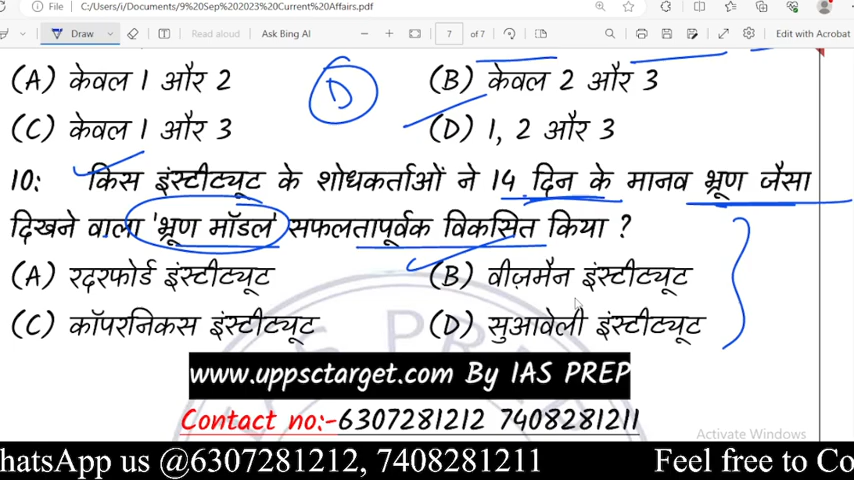 /Documents/9%20Sep%202023%20Current%20Affairs.pdf
Draw Read aloud Ask Bing AI 7 of 7 Edit with Acrobat
(A) केवल 1 और 2 (B) केवल 2 और 3
D
(C) केवल 1 और 3 (D) 1, 2 और 3
10: किस इंस्टीट्यूट के शोधकर्ताओं ने 14 दिन के मानव भ्रूण जैसा
दिखने वाला 'भ्रूण मॉडल' सफलतापूर्वक विकसित किया ?
(A) रदरफोर्ड इंस्टीट्यूट (B) वीज़मैन इंस्टीट्यूट
(C) कॉपरनिकस इंस्टीट्यूट (D) सुआवेली इंस्टीट्यूट
www.uppsctarget.com By IAS PREP
Contact no:-6307281212 7408281211
Activate Windows
hatsApp us @6307281212, 7408281211 Feel free to Co